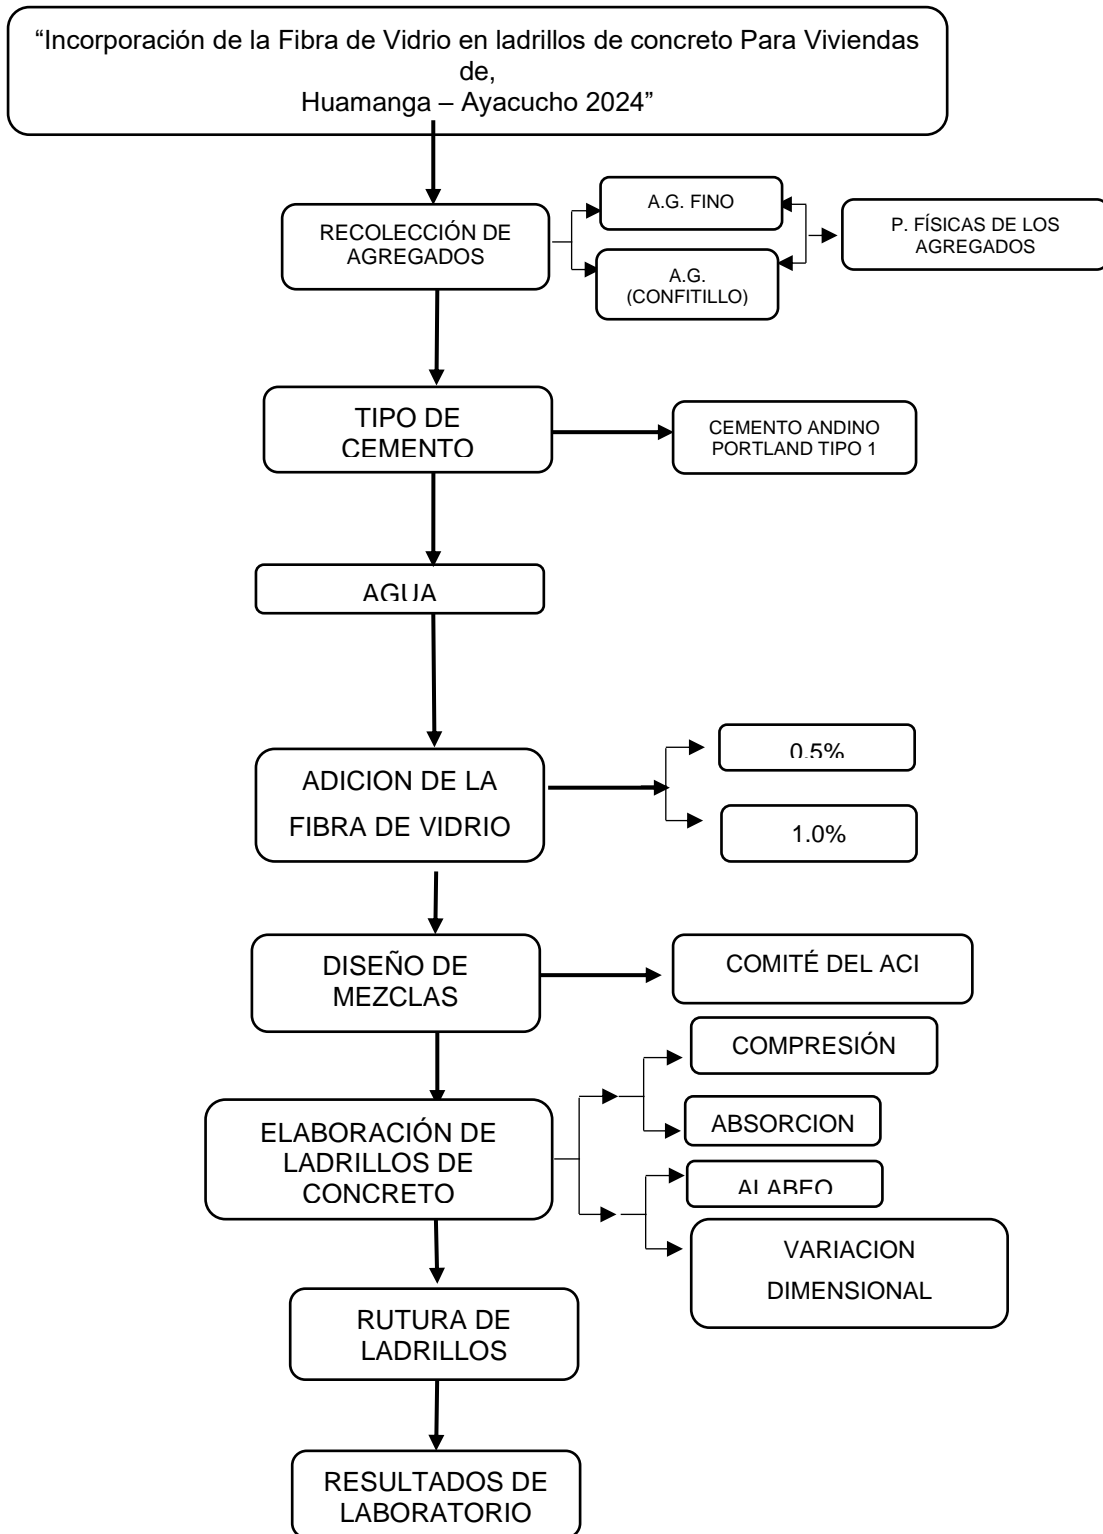 “Incorporación de la Fibra de Vidrio en ladrillos de concreto Para Viviendas
de,
Huamanga – Ayacucho 2024”
RECOLECCIÓN DE
AGREGADOS
A.G. FINO
A.G.
(CONFITILLO)
P. FÍSICAS DE LOS
AGREGADOS
TIPO DE
CEMENTO
CEMENTO ANDINO
PORTLAND TIPO 1
AGUA
ADICION DE LA
FIBRA DE VIDRIO
0.5%
1.0%
DISEÑO DE
MEZCLAS
COMITÉ DEL ACI
ELABORACIÓN DE
LADRILLOS DE
CONCRETO
COMPRESIÓN
ABSORCION
ALABEO
VARIACION
DIMENSIONAL
RUTURA DE
LADRILLOS
RESULTADOS DE
LABORATORIO